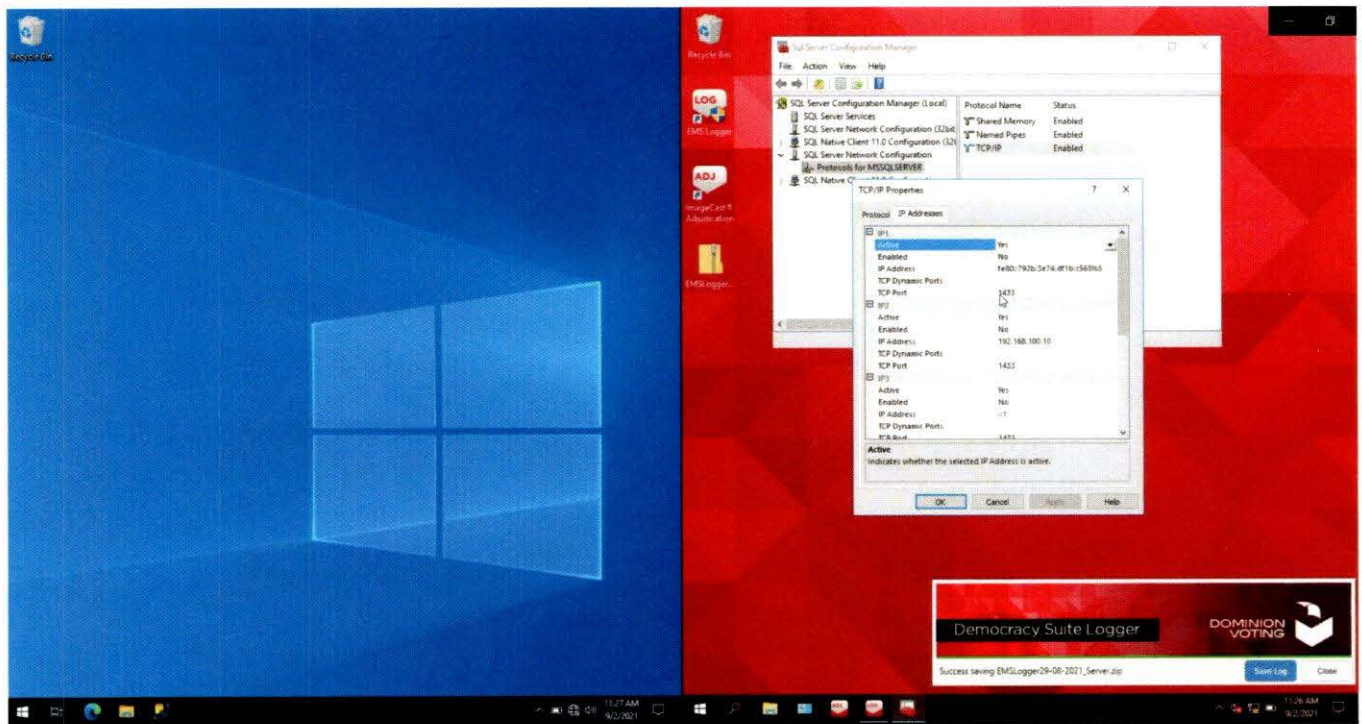 Recycle Bin
Recycle Bin
LOG
EMS Logger
ADJ
ImageCast®
Adjudication
EMSLogger...
Sql Server Configuration Manager
File Action View Help
SQL Server Configuration Manager (Local)
SQL Server Services
SQL Server Network Configuration (32bit
SQL Native Client 11.0 Configuration (32
SQL Server Network Configuration
Protocols for MSSQLSERVER
SQL Native
Protocol Name Status
Shared Memory Enabled
Named Pipes Enabled
TCP/IP Enabled
TCP/IP Properties ? X
Protocol IP Addresses
IP1
Active Yes
Enabled No
IP Address
TCP Dynamic Ports
TCP Port 1433
IP2
Active Yes
Enabled No
IP Address 192.168.100.10
TCP Dynamic Ports
TCP Port 1433
IP3
Active Yes
Enabled No
IP Address
TCP Dynamic Ports
TCP Port 1433
Active
Indicates whether the selected IP Address is active.
OK Cancel Apply Help
Democracy Suite Logger
DOMINION
VOTING
Success saving EMSLogger29-08-2021_Server.zip
Save Log Close
11:27 AM
9/2/2021
ADJ LOG
11:26 AM
9/2/2021